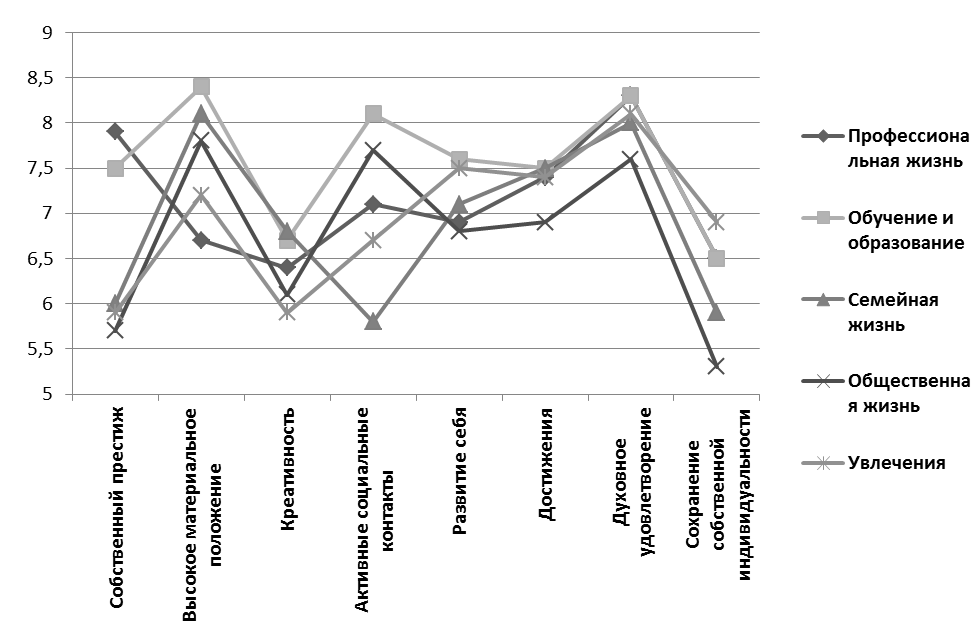 9
8,5
8
7,5
7
6,5
6
5,5
5
Собственный престиж
Высокое материальное
положение
Креативность
Активные социальные
контакты
Развитие себя
Достижения
Духовное
удовлетворение
Сохранение
собственной
индивидуальности
Профессиона
льная жизнь
Обучение и
образование
Семейная
жизнь
Общественна
я жизнь
Увлечения